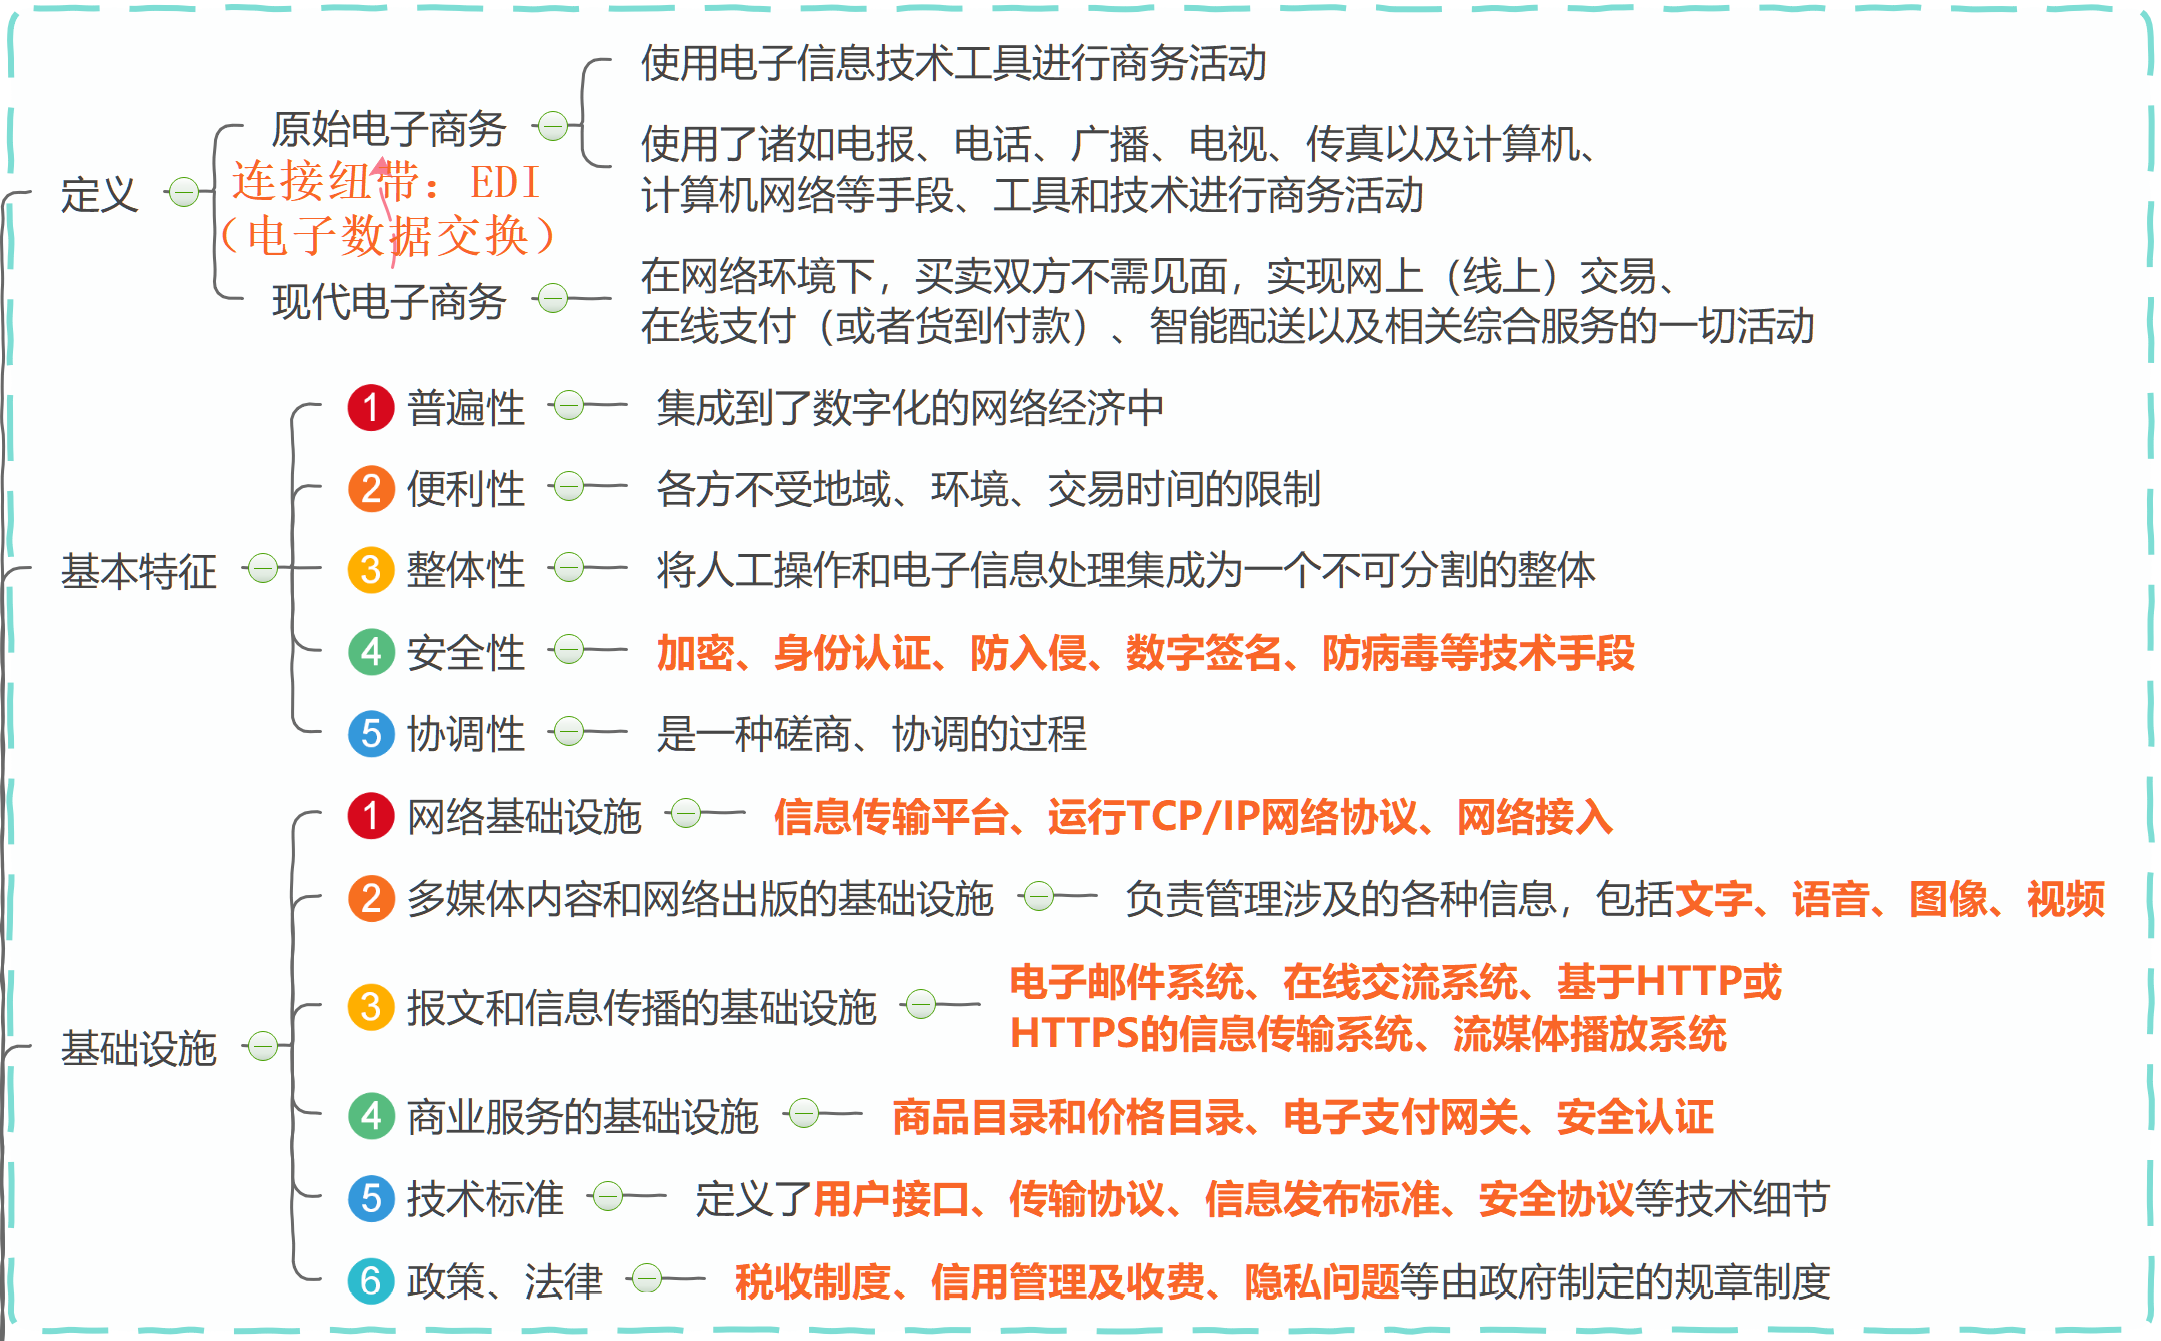 使用电子信息技术工具进行商务活动
原始电子商务
使用了诸如电报、电话、广播、电视、传真以及计算机、
计算机网络等手段、工具和技术进行商务活动
定义
连接纽带：EDI
（电子数据交换）
现代电子商务
在网络环境下，买卖双方不需见面，实现网上（线上）交易、
在线支付（或者货到付款）、智能配送以及相关综合服务的一切活动
基本特征
1 普遍性 集成到了数字化的网络经济中
2 便利性 各方不受地域、环境、交易时间的限制
3 整体性 将人工操作和电子信息处理集成为一个不可分割的整体
4 安全性 加密、身份认证、防入侵、数字签名、防病毒等技术手段
5 协调性 是一种磋商、协调的过程
基础设施
1 网络基础设施 信息传输平台、运行TCP/IP网络协议、网络接入
2 多媒体内容和网络出版的基础设施 负责管理涉及的各种信息，包括文字、语音、图像、视频
3 报文和信息传播的基础设施
电子邮件系统、在线交流系统、基于HTTP或
HTTPS的信息传输系统、流媒体播放系统
4 商业服务的基础设施 商品目录和价格目录、电子支付网关、安全认证
5 技术标准 定义了用户接口、传输协议、信息发布标准、安全协议等技术细节
6 政策、法律 税收制度、信用管理及收费、隐私问题等由政府制定的规章制度